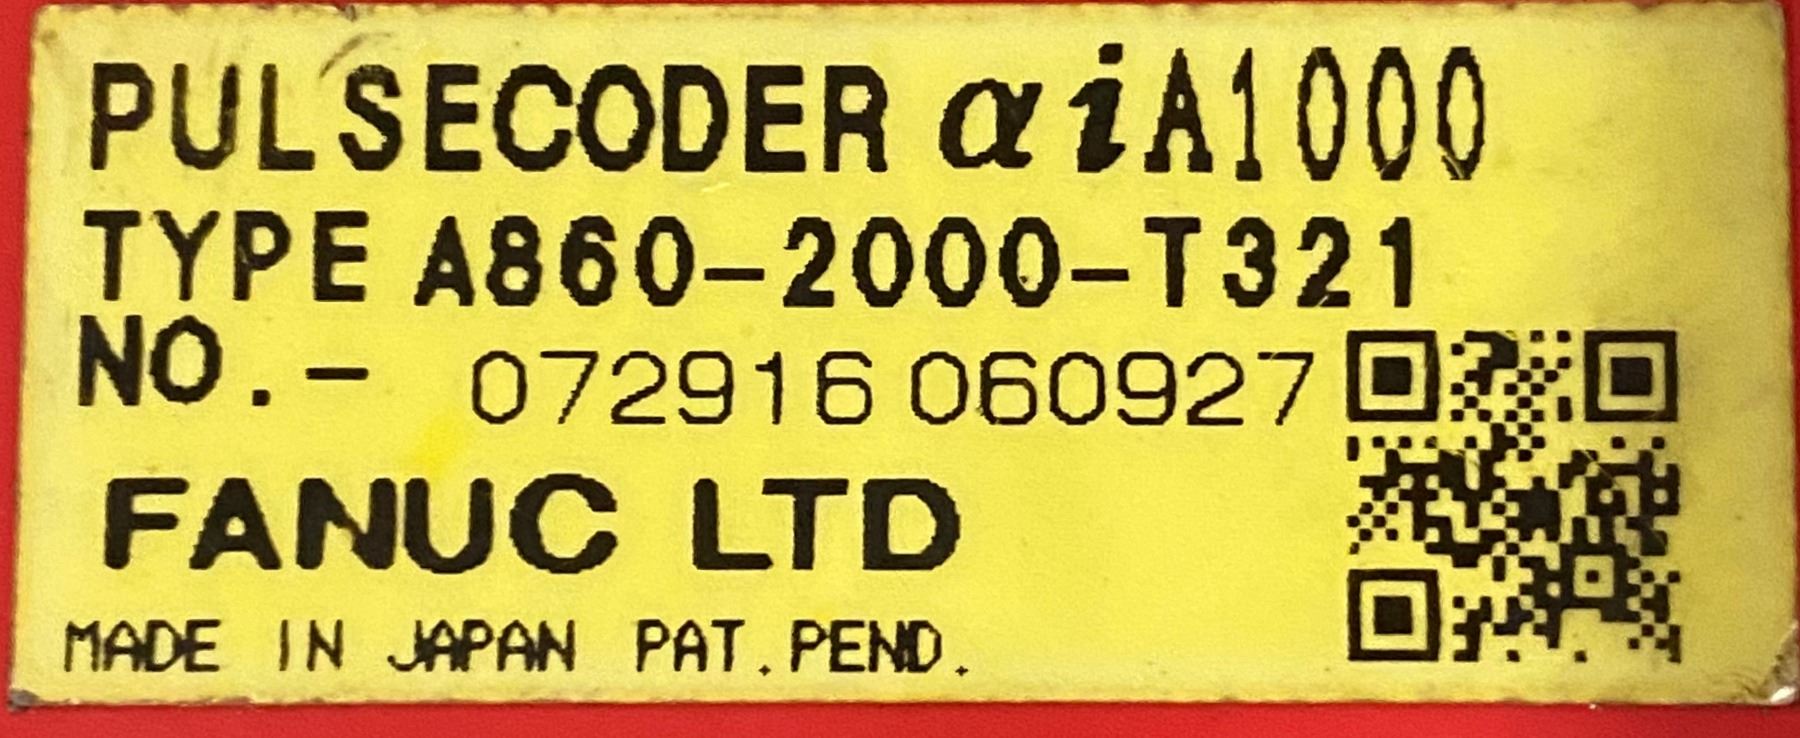 PULSECODER αiA1000
TYPE A860-2000-T321
NO.- 072916 060927
FANUC LTD
MADE IN JAPAN PAT.PEND.